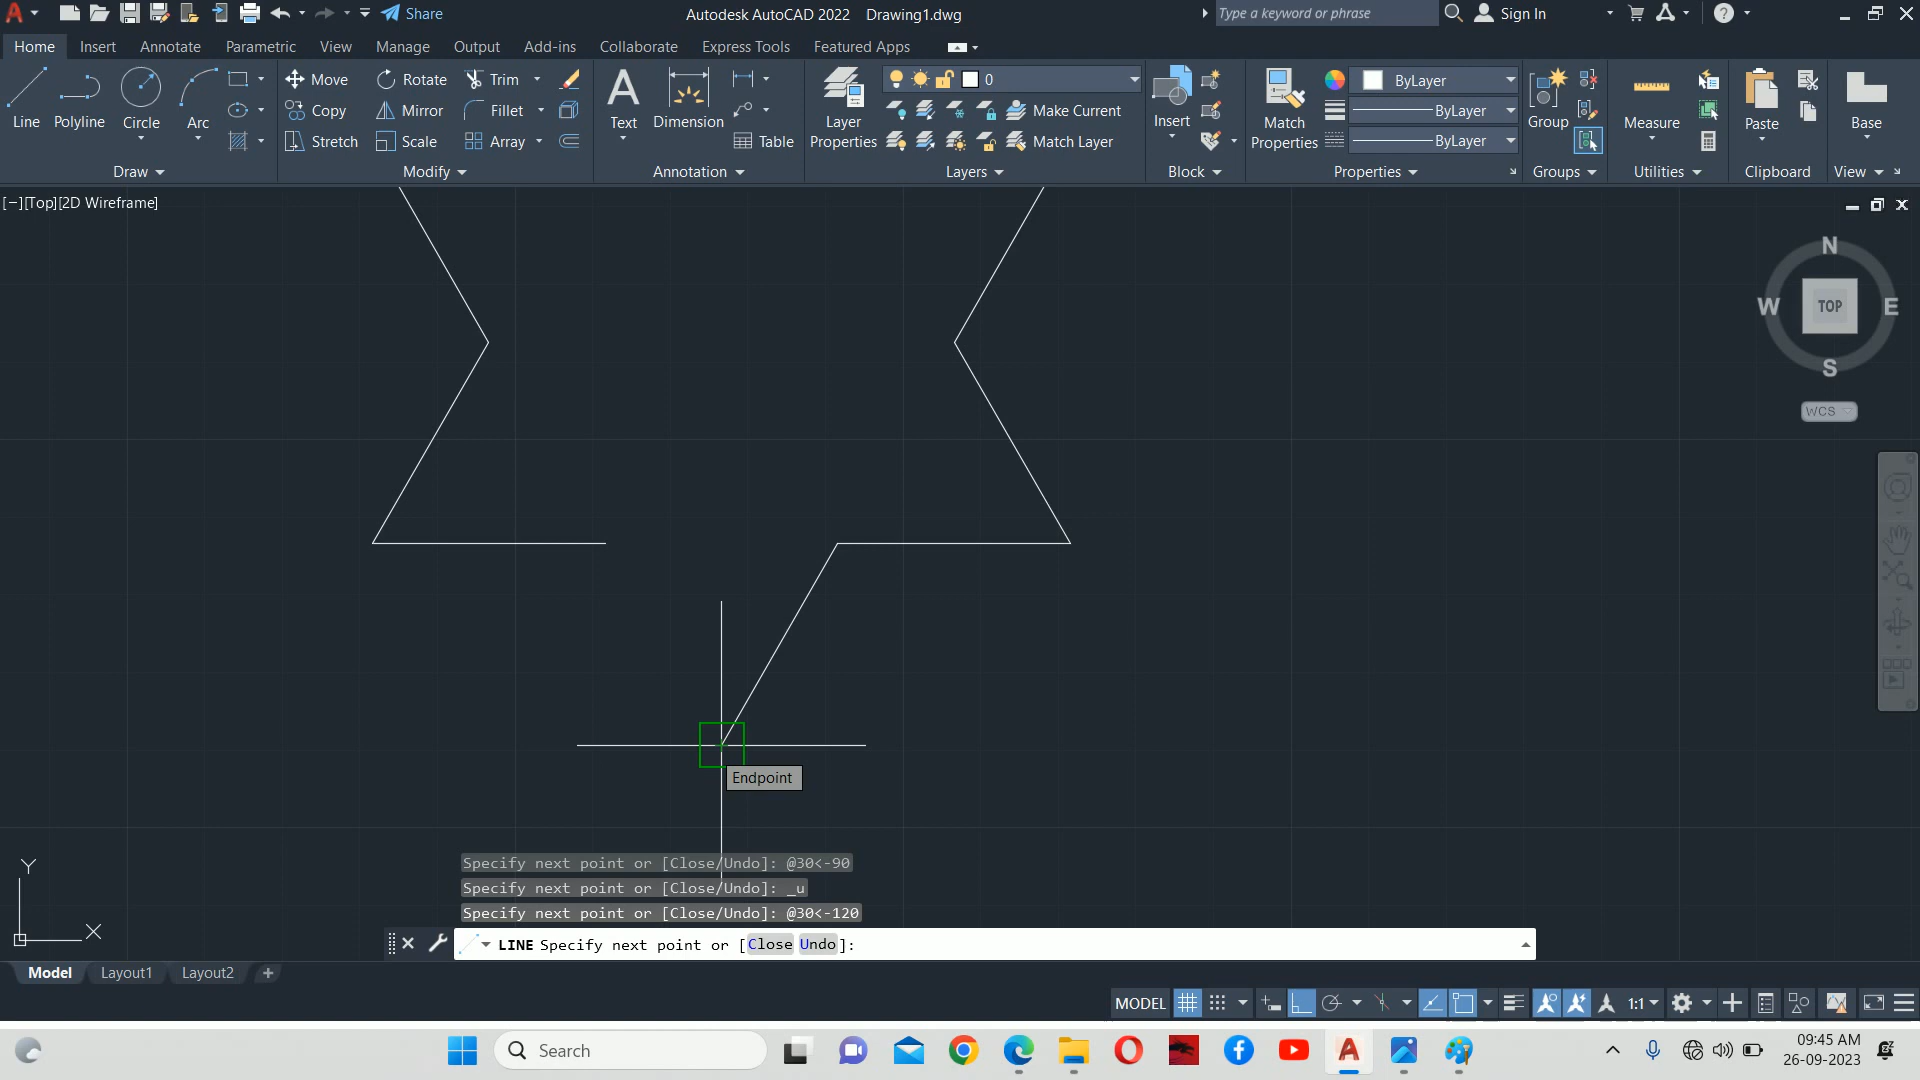 Share
Autodesk AutoCAD 2022 Drawing1.dwg
Type a keyword or phrase
Sign In
Home Insert Annotate Parametric View Manage Output Add-ins Collaborate Express Tools Featured Apps
Line Polyline Circle Arc
Move Rotate Trim
Copy Mirror Fillet
Stretch Scale Array
Text Dimension Table
Layer Properties
0
Make Current
Match Layer
Insert
Match Properties
ByLayer
ByLayer
ByLayer
Group Measure Paste Base
Draw Modify Annotation Layers Block Properties Groups Utilities Clipboard View
[−][Top][2D Wireframe]
N
W TOP E
S
WCS
Endpoint
Specify next point or [Close/Undo]: @30<-90
Specify next point or [Close/Undo]: _u
Specify next point or [Close/Undo]: @30<-120
LINE Specify next point or [Close Undo]:
Y
X
Model Layout1 Layout2 +
MODEL 1:1
Search
09:45 AM
26-09-2023